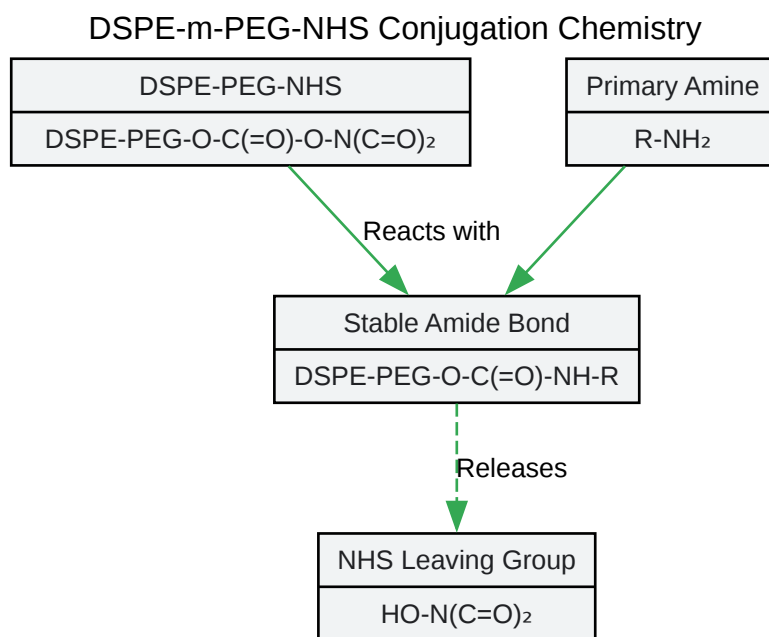 DSPE-m-PEG-NHS Conjugation Chemistry
DSPE-PEG-NHS
DSPE-PEG-O-C(=O)-O-N(C=O)₂
Primary Amine
R-NH₂
Reacts with
Stable Amide Bond
DSPE-PEG-O-C(=O)-NH-R
Releases
NHS Leaving Group
HO-N(C=O)₂